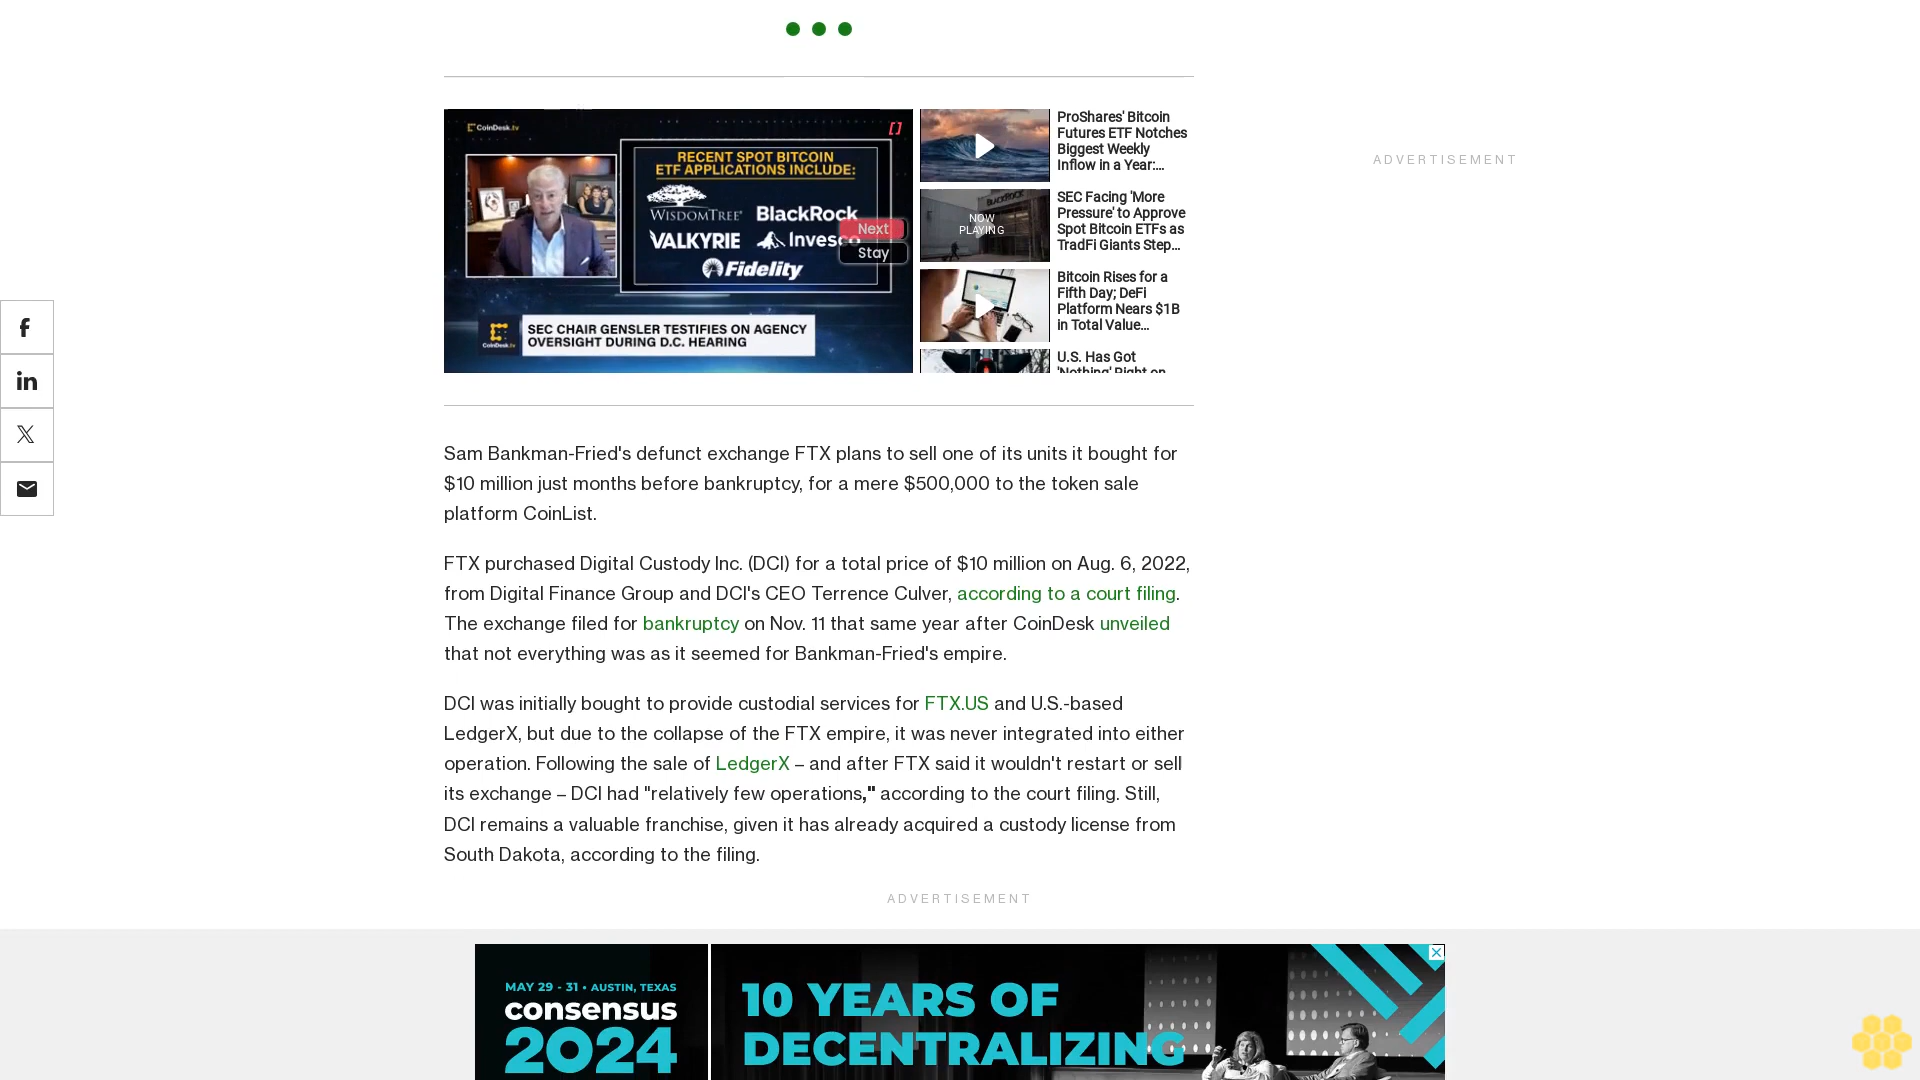 CoinDesk.tv
RECENT SPOT BITCOIN
ETF APPLICATIONS INCLUDE:
WISDOMTREE
BlackRock
VALKYRIE
Invesco
Fidelity
Next
Stay
CoinDesk.tv
SEC CHAIR GENSLER TESTIFIES ON AGENCY
OVERSIGHT DURING D.C. HEARING
ProShares' Bitcoin
Futures ETF Notches
Biggest Weekly
Inflow in a Year:...
BLACKROCK
NOW
PLAYING
SEC Facing 'More
Pressure' to Approve
Spot Bitcoin ETFs as
TradFi Giants Step...
Bitcoin Rises for a
Fifth Day; DeFi
Platform Nears $1B
in Total Value...
U.S. Has Got
'Nothing' Right on
ADVERTISEMENT
f
in
X
Sam Bankman-Fried's defunct exchange FTX plans to sell one of its units it bought for
$10 million just months before bankruptcy, for a mere $500,000 to the token sale
platform CoinList.
FTX purchased Digital Custody Inc. (DCI) for a total price of $10 million on Aug. 6, 2022,
from Digital Finance Group and DCI's CEO Terrence Culver, according to a court filing.
The exchange filed for bankruptcy on Nov. 11 that same year after CoinDesk unveiled
that not everything was as it seemed for Bankman-Fried's empire.
DCI was initially bought to provide custodial services for FTX.US and U.S.-based
LedgerX, but due to the collapse of the FTX empire, it was never integrated into either
operation. Following the sale of LedgerX – and after FTX said it wouldn't restart or sell
its exchange – DCI had "relatively few operations," according to the court filing. Still,
DCI remains a valuable franchise, given it has already acquired a custody license from
South Dakota, according to the filing.
ADVERTISEMENT
MAY 29 - 31 • AUSTIN, TEXAS
consensus
2024
10 YEARS OF
DECENTRALIZING